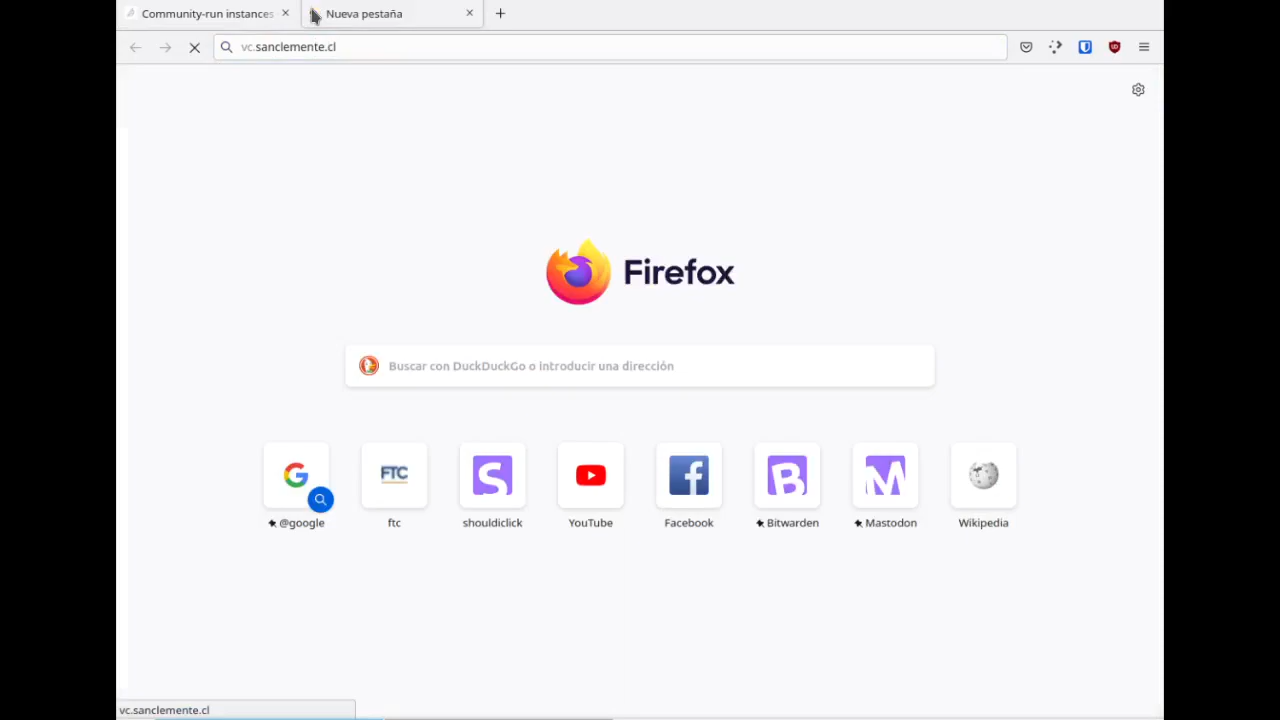 Community-run instances
Nueva pestaña
vc.sanclemente.cl
Firefox
Buscar con DuckDuckGo o introducir una dirección
FTC
S
f
B
M
@google
ftc
shouldiclick
YouTube
Facebook
Bitwarden
Mastodon
Wikipedia
vc.sanclemente.cl